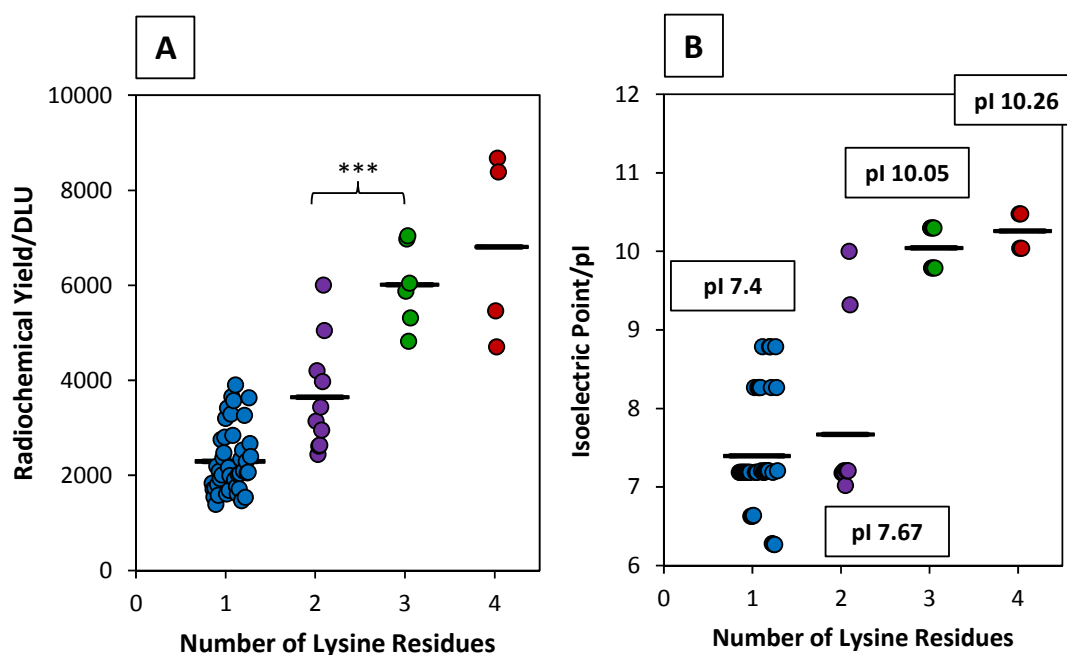 A
Radiochemical Yield/DLU
10000
8000
6000
4000
2000
0
***
0 1 2 3 4
Number of Lysine Residues
B
Isoelectric Point/pI
12
11
10
9
8
7
6
pI 7.4
pI 7.67
pI 10.05
pI 10.26
0 1 2 3 4
Number of Lysine Residues